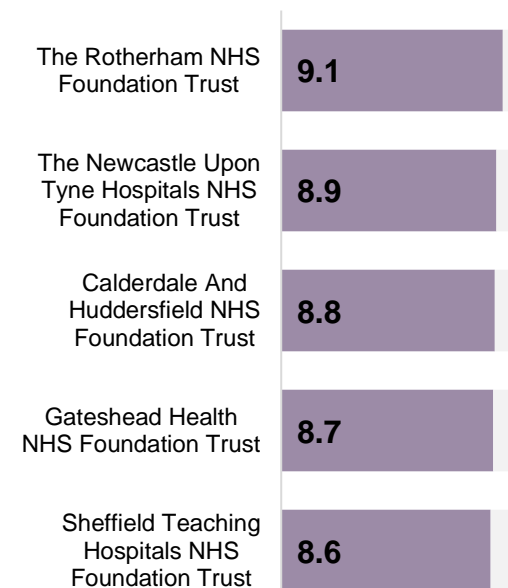 The Rotherham NHS
Foundation Trust
9.1
The Newcastle Upon
Tyne Hospitals NHS
Foundation Trust
8.9
Calderdale And
Huddersfield NHS
Foundation Trust
8.8
Gateshead Health
NHS Foundation Trust
8.7
Sheffield Teaching
Hospitals NHS
Foundation Trust
8.6